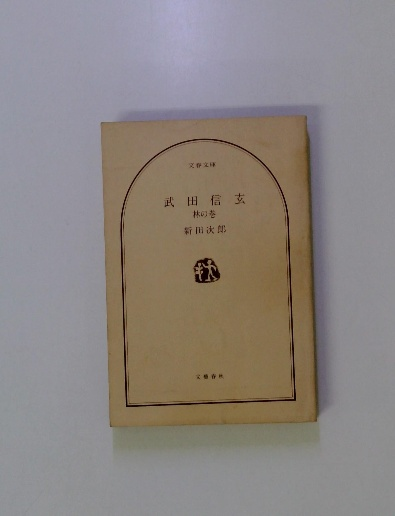 文春文庫
武田信玄
林の巻
新田次郎
文藝春秋